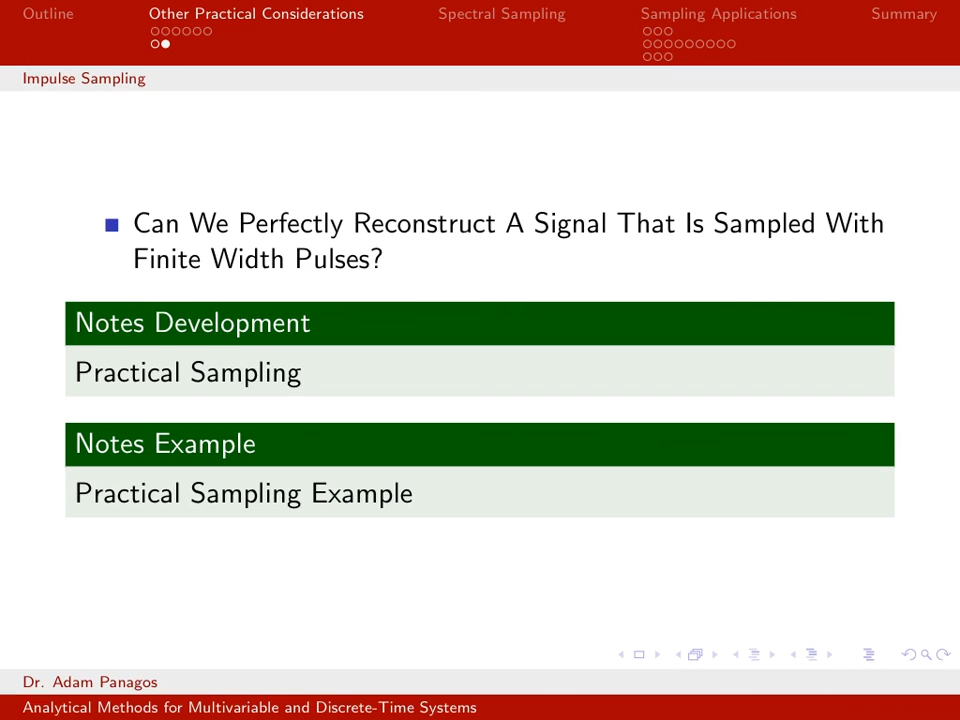 Outline
Other Practical Considerations
Spectral Sampling
Sampling Applications
Summary
Impulse Sampling
Can We Perfectly Reconstruct A Signal That Is Sampled With
Finite Width Pulses?
Notes Development
Practical Sampling
Notes Example
Practical Sampling Example
Dr. Adam Panagos
Analytical Methods for Multivariable and Discrete-Time Systems